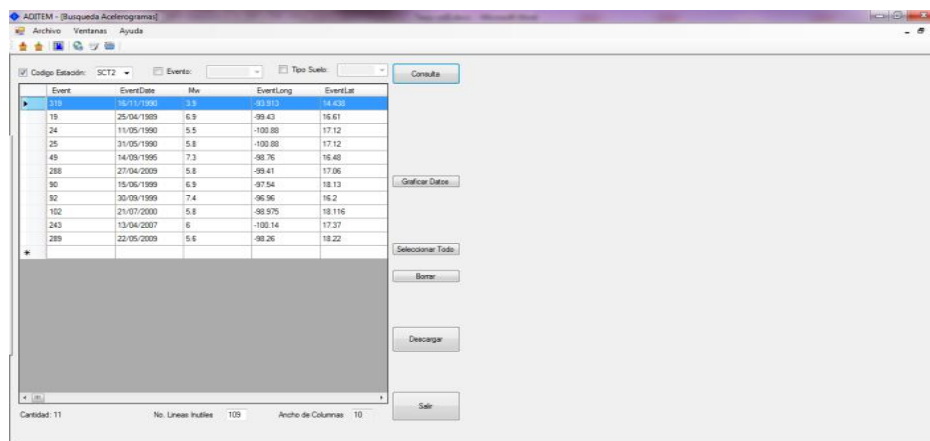 ADITEM - [Busqueda Acelerogramas]
Archivo Ventanas Ayuda
Codigo Estación: SCT2 Evento: Tipo Suelo: Consulta
Event EventDate Mw EventLong EventLat
319 16/11/1990 3.9 -93.913 14.438
19 25/04/1989 6.9 -99.43 16.61
24 11/05/1990 5.5 -100.88 17.12
25 31/05/1990 5.8 -100.88 17.12
49 14/09/1995 7.3 -98.76 16.48
288 27/04/2009 5.8 -99.41 17.06
90 15/06/1999 6.9 -97.54 18.13
Graficar Datos
92 30/09/1999 7.4 -96.96 16.2
102 21/07/2000 5.8 -98.975 18.116
243 13/04/2007 6 -100.14 17.37
289 22/05/2009 5.6 -98.26 18.22
Seleccionar Todo
Borrar
Descargar
Salir
Cantidad: 11 No. Lineas Inutiles 109 Ancho de Columnas 10